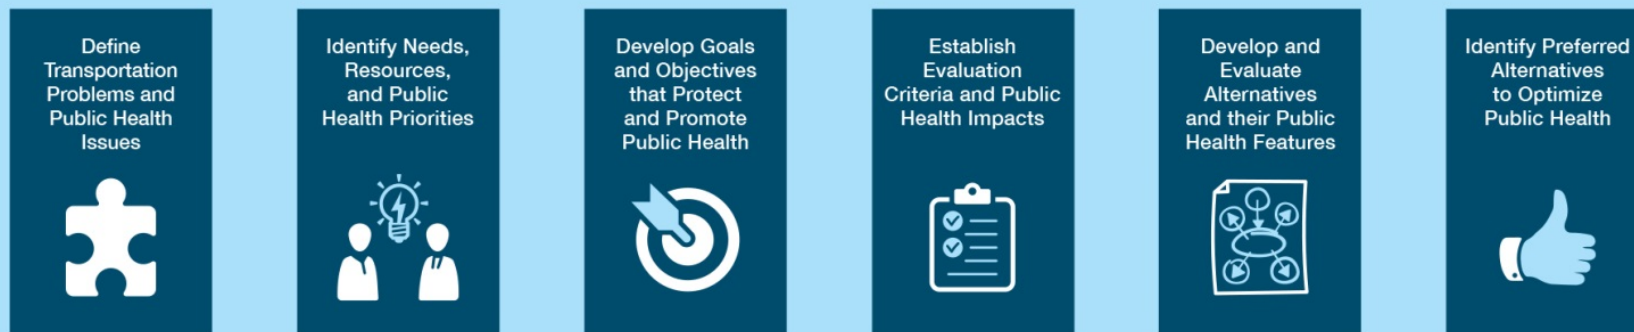 Define
Transportation
Problems and
Public Health
Issues
Identify Needs,
Resources,
and Public
Health Priorities
Develop Goals
and Objectives
that Protect
and Promote
Public Health
Establish
Evaluation
Criteria and Public
Health Impacts
Develop and
Evaluate
Alternatives
and their Public
Health Features
Identify Preferred
Alternatives
to Optimize
Public Health